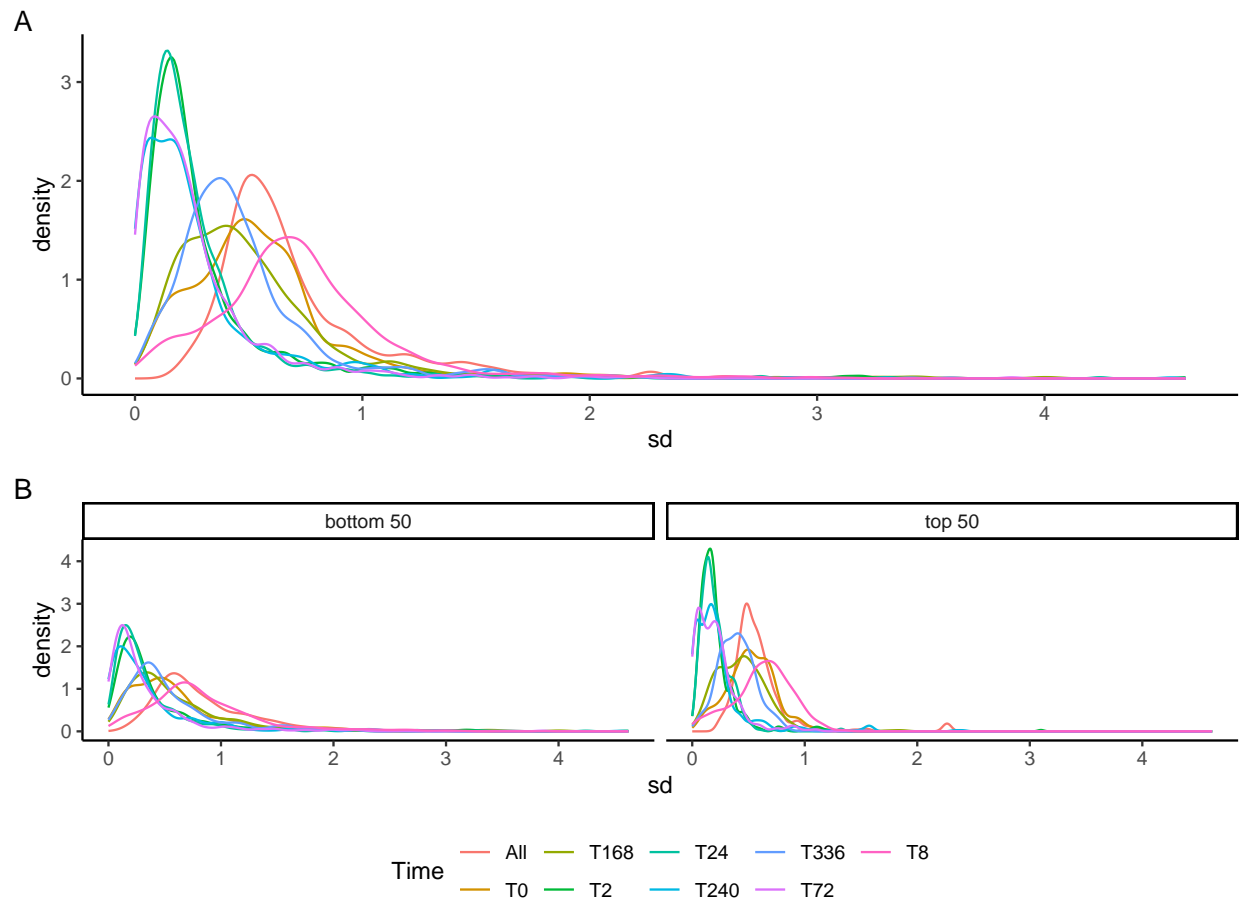 A
3
2
1
0
density
0 1 2 3 4
sd
B
bottom 50 top 50
4
3
2
1
0
density
0 1 2 3 4 0 1 2 3 4
sd
Time
All T168 T24 T336 T8
T0 T2 T240 T72